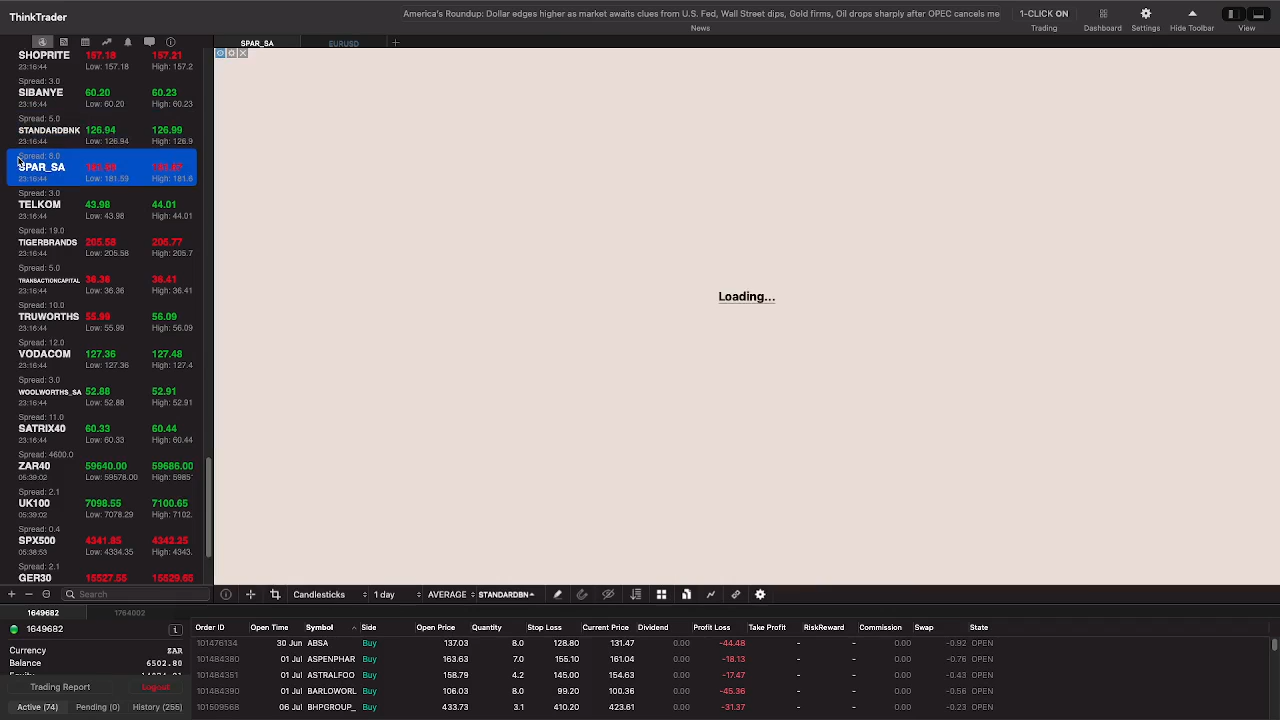 ThinkTrader
America's Roundup: Dollar edges higher as market awaits clues from U.S. Fed, Wall Street dips, Gold firms, Oil drops sharply after OPEC cancels me
News
1-CLICK ON
Trading
Dashboard
Settings
Hide Toolbar
View
SPAR_SA
EURUSD
SHOPRITE 157.18 157.21
23:16:44 Low: 157.18 High: 157.2
Spread: 3.0
SIBANYE 60.20 60.23
23:16:44 Low: 60.20 High: 60.23
Spread: 5.0
STANDARDBNK 126.94 126.99
23:16:44 Low: 126.94 High: 126.9
Spread: 6.0
SPAR_SA
23:16:44 Low: 181.59 High: 181.6
Spread: 3.0
TELKOM 43.98 44.01
23:16:44 Low: 43.98 High: 44.01
Spread: 19.0
TIGERBRANDS 205.58 205.77
23:16:44 Low: 205.58 High: 205.7
Spread: 5.0
TRANSACTIONCAPITAL 36.36 36.41
23:16:44 Low: 36.36 High: 36.41
Spread: 10.0
TRUWORTHS 55.99 56.09
23:16:44 Low: 55.99 High: 56.09
Spread: 12.0
VODACOM 127.36 127.48
23:16:44 Low: 127.36 High: 127.4
Spread: 3.0
WOOLWORTHS_SA 52.88 52.91
23:16:44 Low: 52.88 High: 52.91
Spread: 11.0
SATRIX40 60.33 60.44
23:16:44 Low: 60.33 High: 60.44
Spread: 4600.0
ZAR40 59640.00 59686.00
05:39:02 Low: 59578.00 High: 5985
Spread: 2.1
UK100 7098.55 7100.65
05:39:02 Low: 7078.29 High: 7102.
Spread: 0.4
SPX500 4341.85 4342.25
05:38:53 Low: 4334.35 High: 4343.
Spread: 2.1
GER30 15527.55 15529.65
Loading...
Search
Candlesticks 1 day AVERAGE STANDARDBN
1649682 1764002
1649682
Currency ZAR
Balance 6502.80
Trading Report Logout
Active (74) Pending (0) History (255)
Order ID Open Time Symbol Side Open Price Quantity Stop Loss Current Price Dividend Profit Loss Take Profit RiskReward Commission Swap State
101476134 30 Jun ABSA Buy 137.03 8.0 128.80 131.47 0.00 -44.48 - - 0.00 -0.92 OPEN
101484380 01 Jul ASPENPHAR Buy 163.63 7.0 155.10 161.04 0.00 -18.13 - - 0.00 -0.76 OPEN
101484351 01 Jul ASTRALFOO Buy 158.79 4.2 145.00 154.63 0.00 -17.47 - - 0.00 -0.43 OPEN
101484385 01 Jul BARLOWORL Buy 106.03 8.0 99.20 100.36 0.00 -45.36 - - 0.00 -0.56 OPEN
101509568 06 Jul BHPGROUP_ Buy 433.73 3.1 410.20 423.61 0.00 -31.37 - - 0.00 -0.23 OPEN